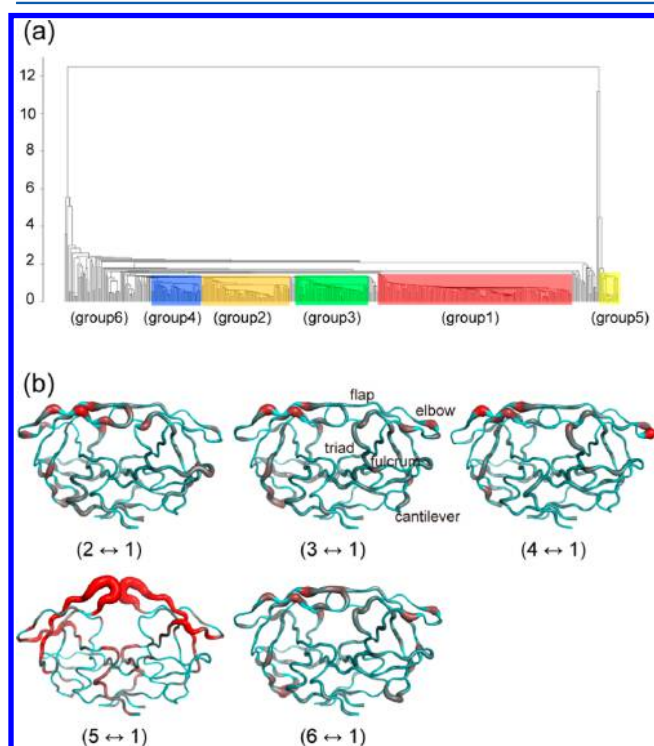 (a)
12
10
8
6
4
2
0
(group6) (group4) (group2) (group3) (group1) (group5)
(b)
flap
elbow
triad
fulcrum
cantilever
(2 ↔ 1) (3 ↔ 1) (4 ↔ 1)
(5 ↔ 1) (6 ↔ 1)